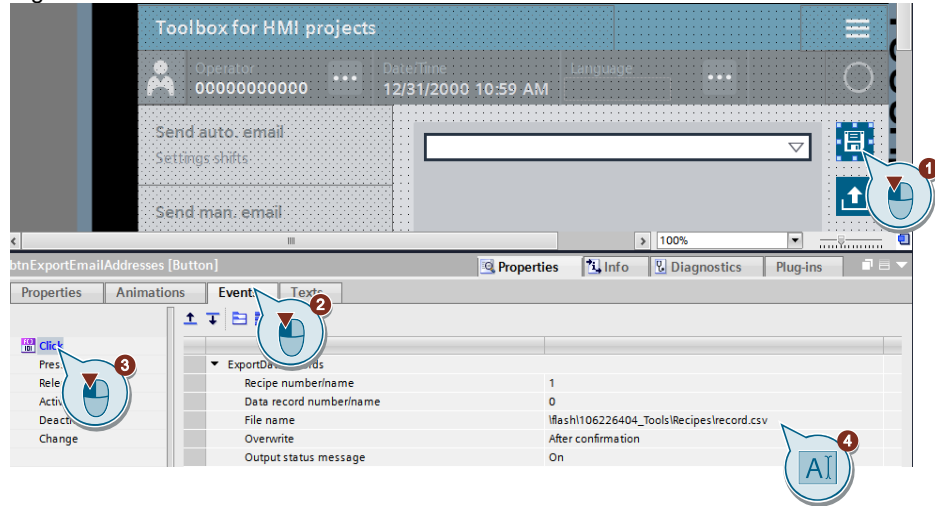 Toolbox for HMI projects
Operator
00000000000
Date/Time
12/31/2000 10:59 AM
Language
Send auto. email
Settings shifts
Send man. email
1
100%
btnExportEmailAddresses [Button]
Properties Info Diagnostics Plug-ins
Properties Animations Events Texts
2
Click
3
Recipe number/name 1
Data record number/name 0
File name \flash\106226404_Tools\Recipes\record.csv
Change
Overwrite After confirmation
4
Output status message On
AI